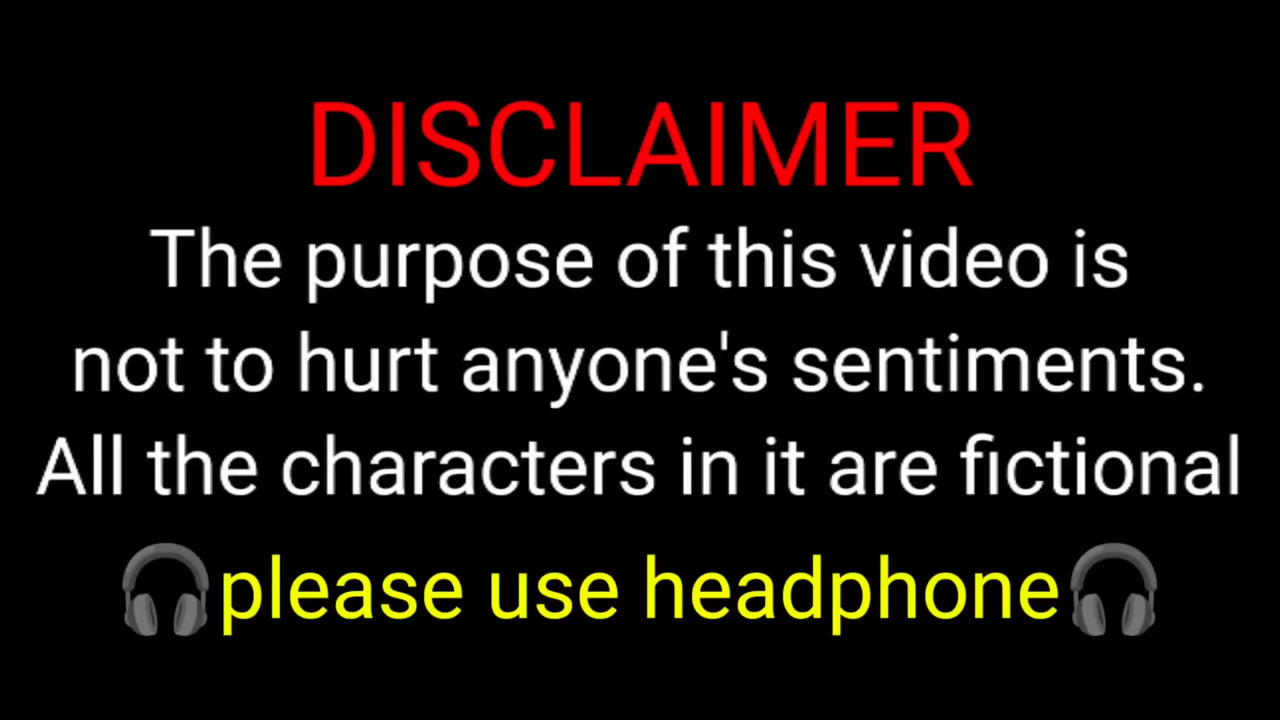 DISCLAIMER
The purpose of this video is
not to hurt anyone's sentiments.
All the characters in it are fictional
🎧please use headphone🎧